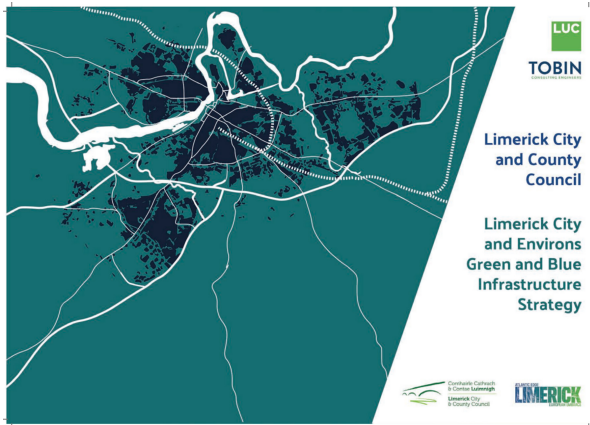 LUC
TOBIN
CONSULTING ENGINEERS
Limerick City
and County
Council
Limerick City
and Environs
Green and Blue
Infrastructure
Strategy
Comhairle Cathrach
& Contae Luimnigh
Limerick City
& County Council
ATLANTIC EDGE
LIMERICK